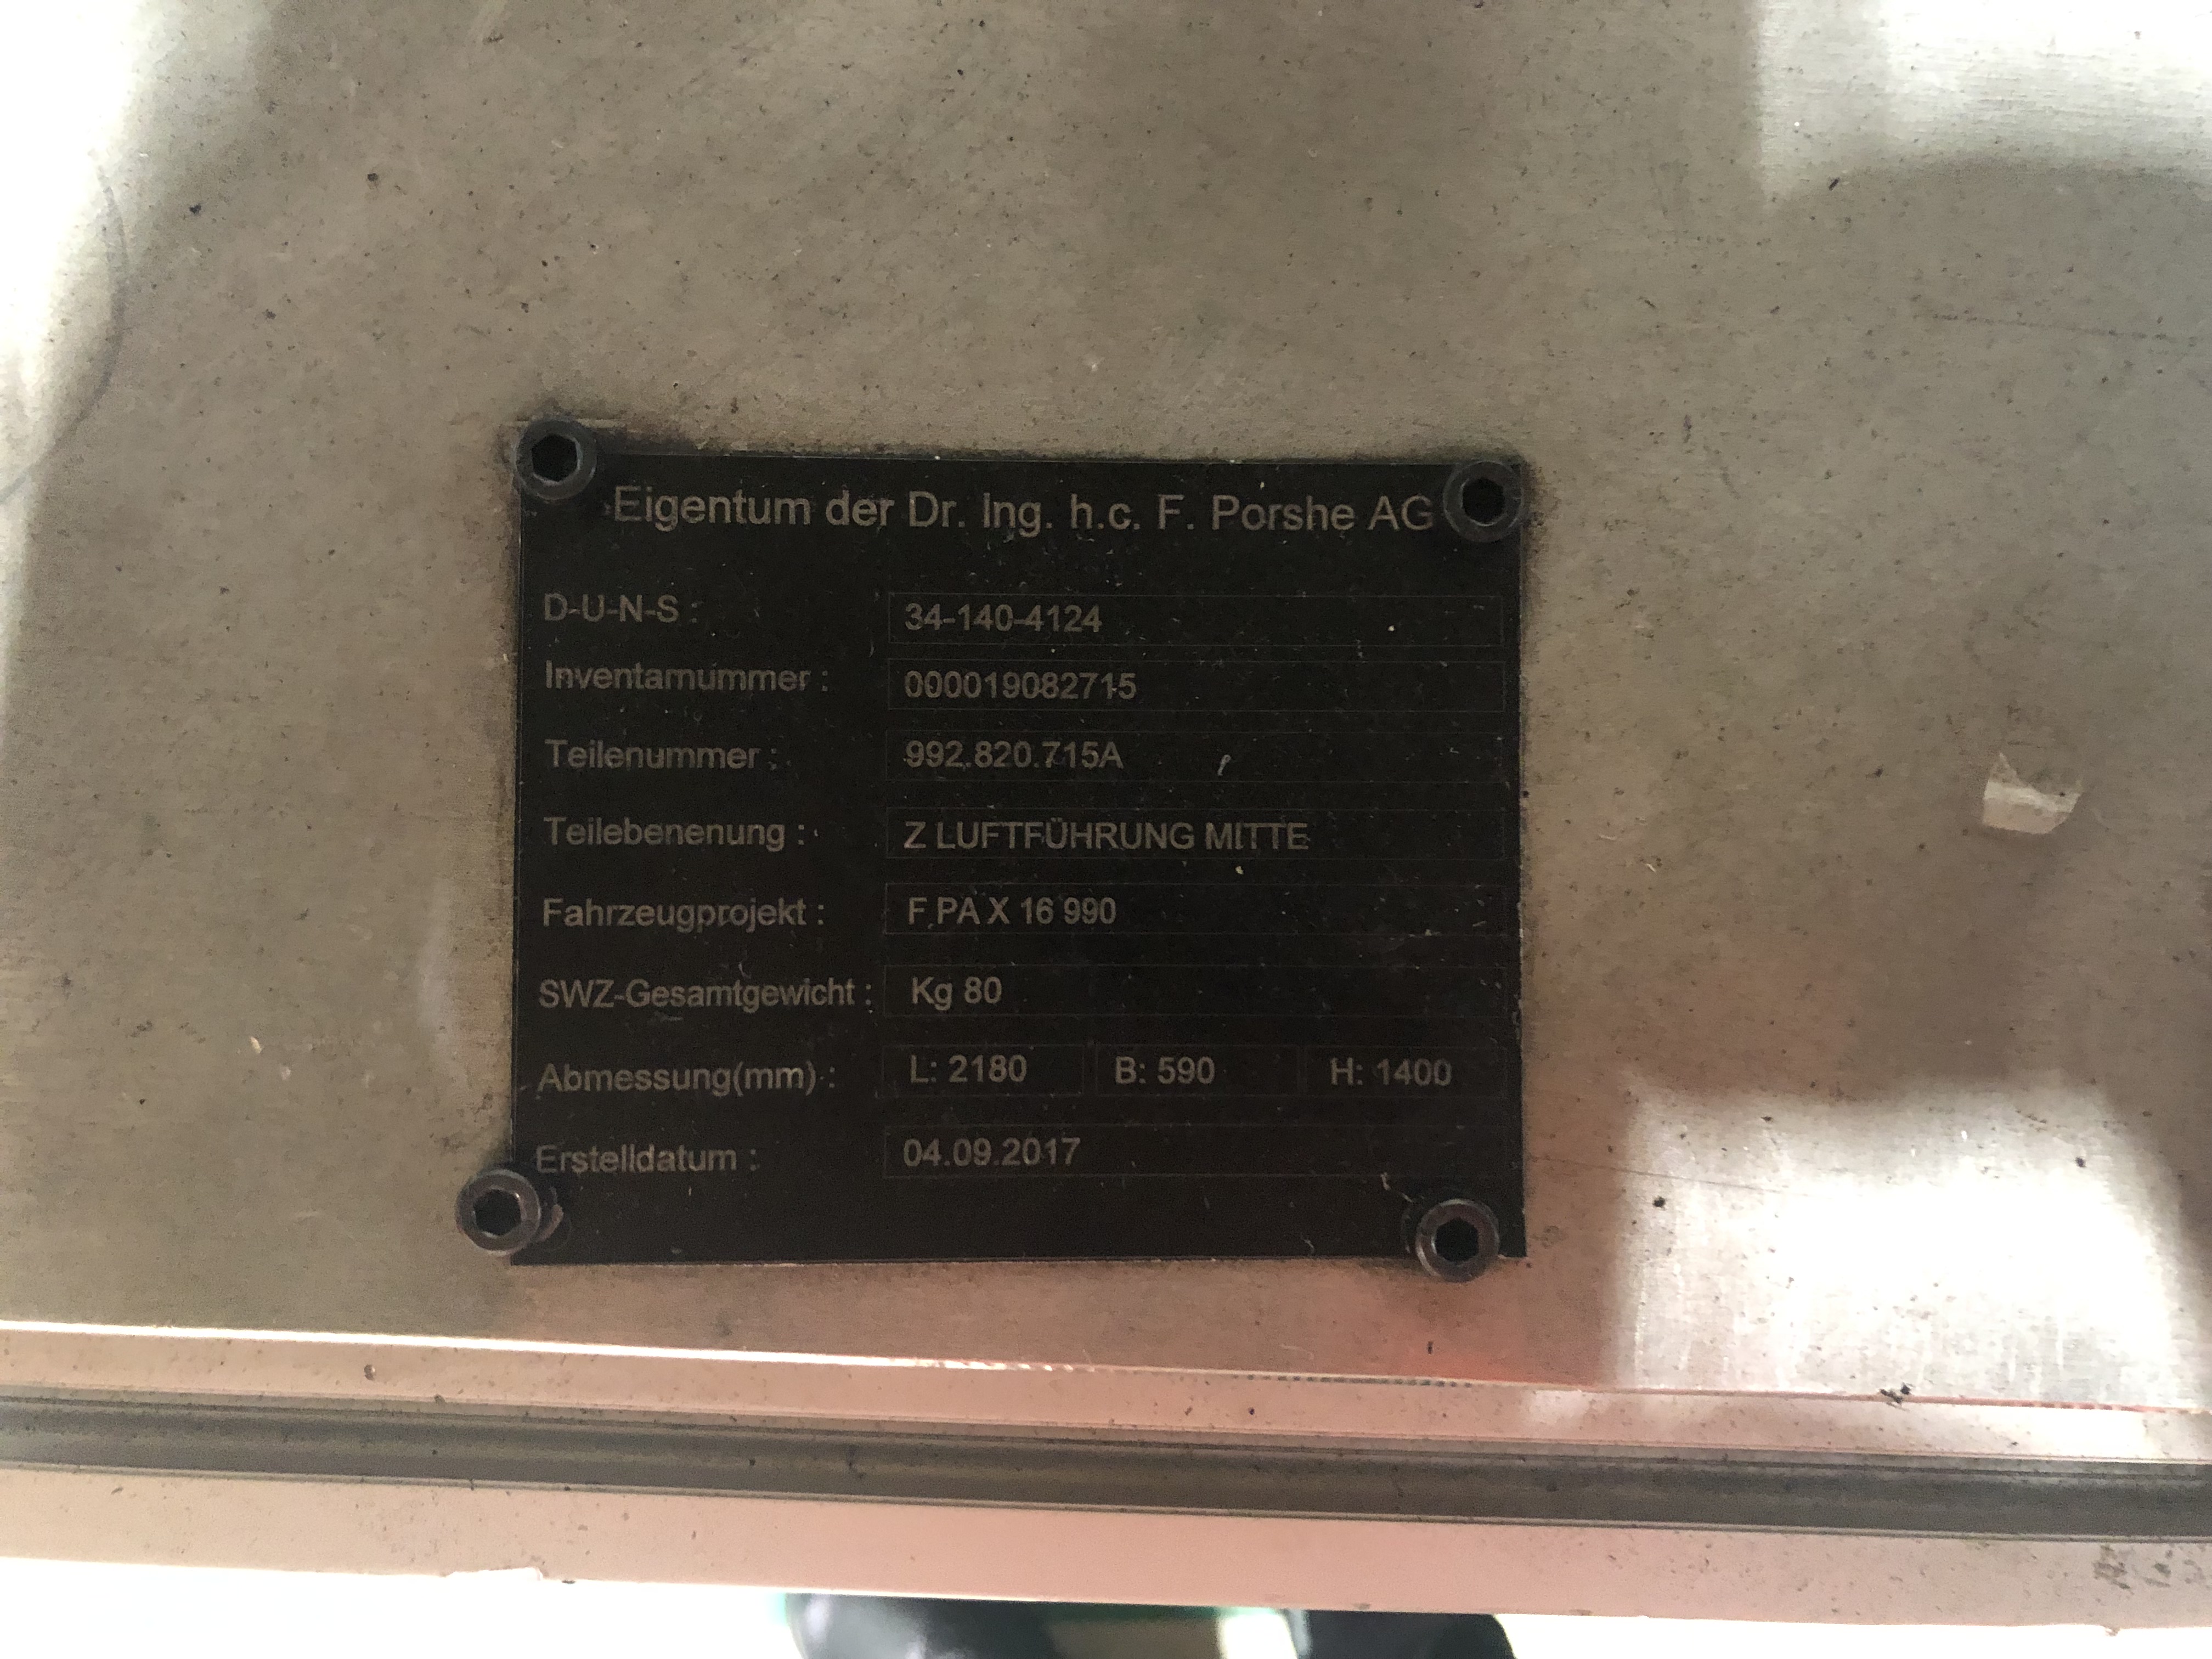 Eigentum der Dr. Ing. h.c. F. Porshe AG
D-U-N-S : 34-140-4124
Inventarnummer : 000019082715
Teilenummer : 992.820.715A
Teilebenenung : Z LUFTFÜHRUNG MITTE
Fahrzeugprojekt : F PA X 16 990
SWZ-Gesamtgewicht : Kg 80
Abmessung(mm) : L: 2180 B: 590 H: 1400
Erstelldatum : 04.09.2017